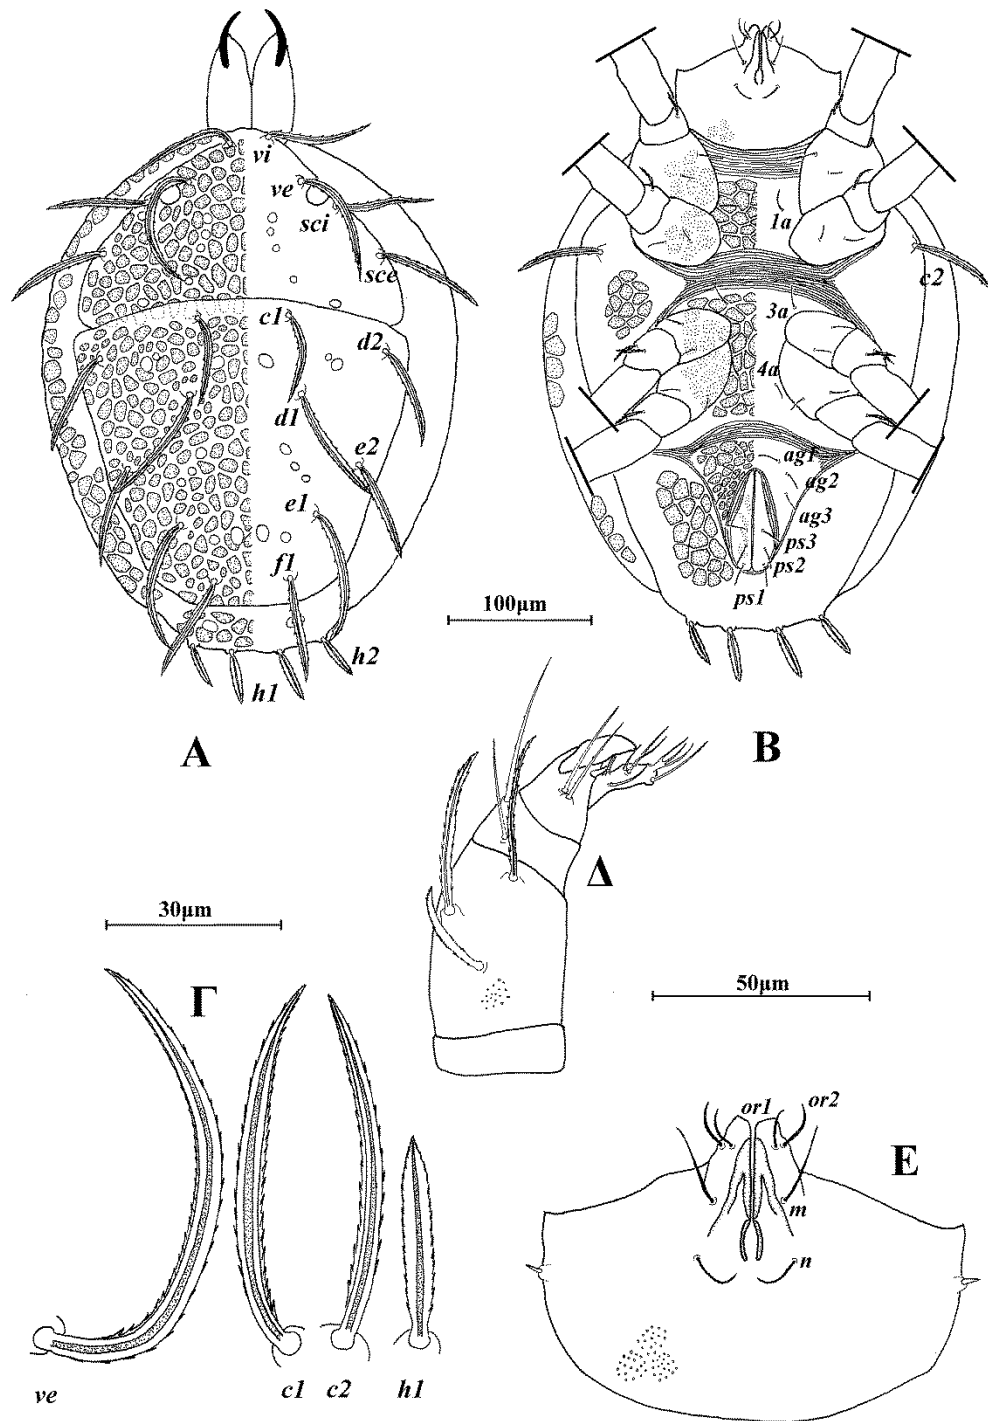 vi
ve
sci
sce
c1
d2
d1
e2
e1
f1
h2
h1
A
1a
c2
3a
4a
ag1
ag2
ag3
ps3
ps2
ps1
B
100μm
Δ
30μm
Γ
ve
c1
c2
h1
50μm
or1
or2
E
m
n